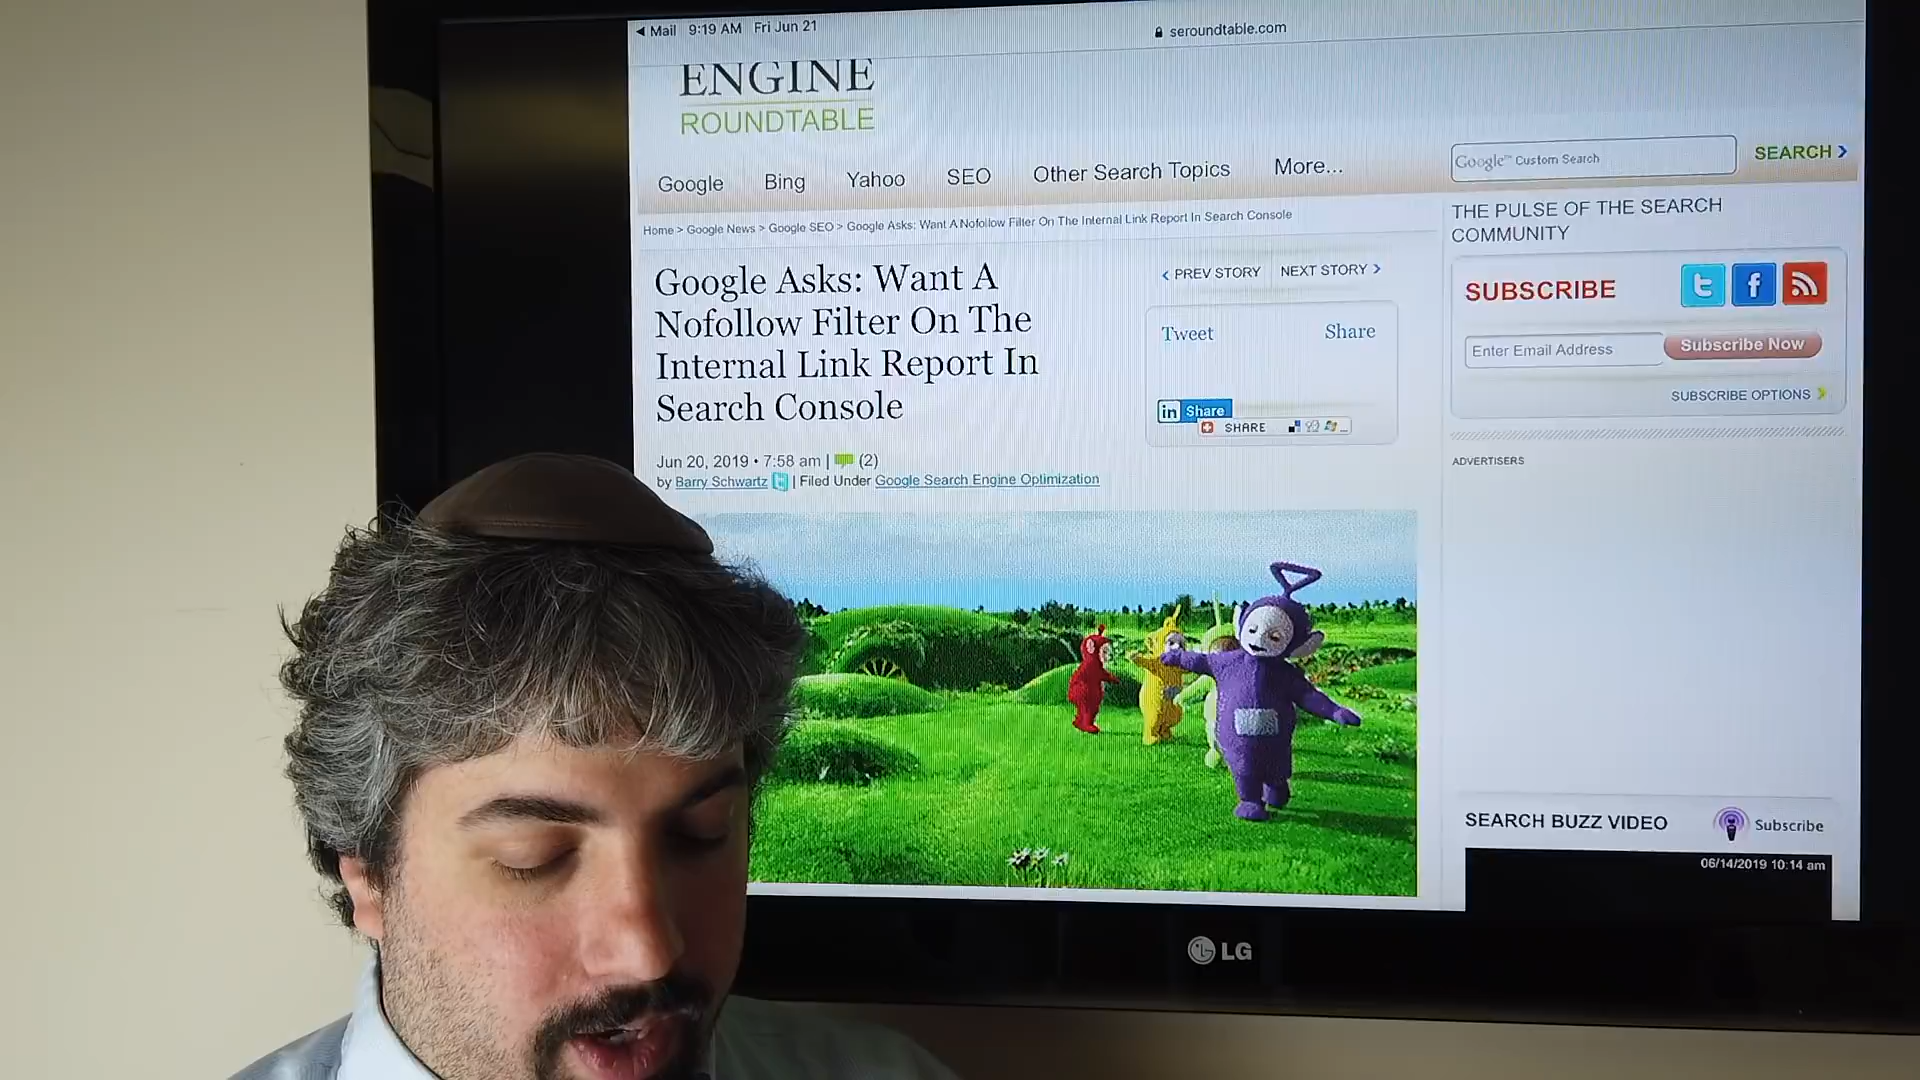 Mail 9:19 AM Fri Jun 21
seroundtable.com
ENGINE
ROUNDTABLE
Google Bing Yahoo SEO Other Search Topics More...
Google™ Custom Search
SEARCH
Home > Google News > Google SEO > Google Asks: Want A Nofollow Filter On The Internal Link Report In Search Console
THE PULSE OF THE SEARCH
COMMUNITY
Google Asks: Want A
Nofollow Filter On The
Internal Link Report In
Search Console
PREV STORY NEXT STORY
Tweet Share
in Share
SHARE
Jun 20, 2019 • 7:58 am | (2)
by Barry Schwartz | Filed Under Google Search Engine Optimization
SUBSCRIBE
Enter Email Address
Subscribe Now
SUBSCRIBE OPTIONS
ADVERTISERS
SEARCH BUZZ VIDEO
Subscribe
06/14/2019 10:14 am
LG